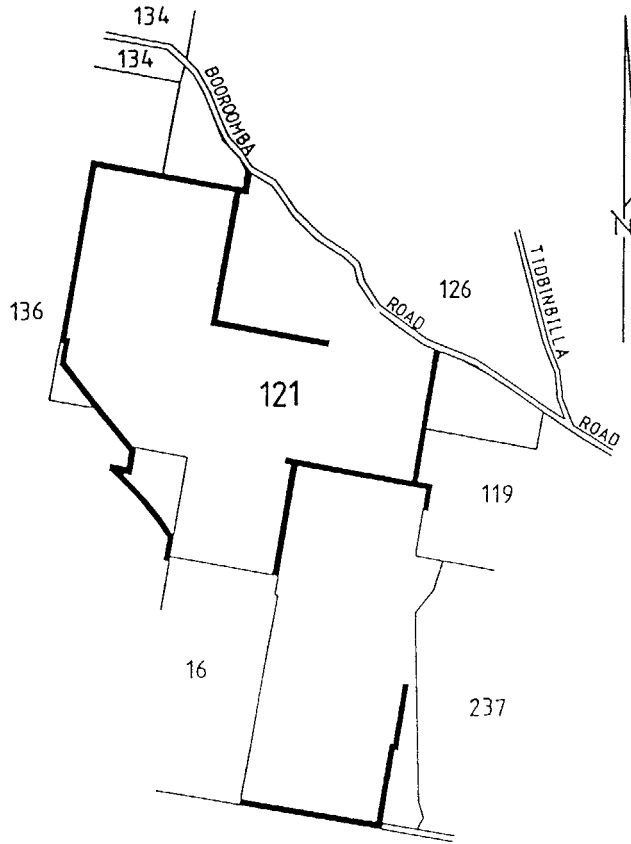 134
134
BOOROOMBA
ROAD
126
TIDBINBILLA
ROAD
N
136
121
119
16
237